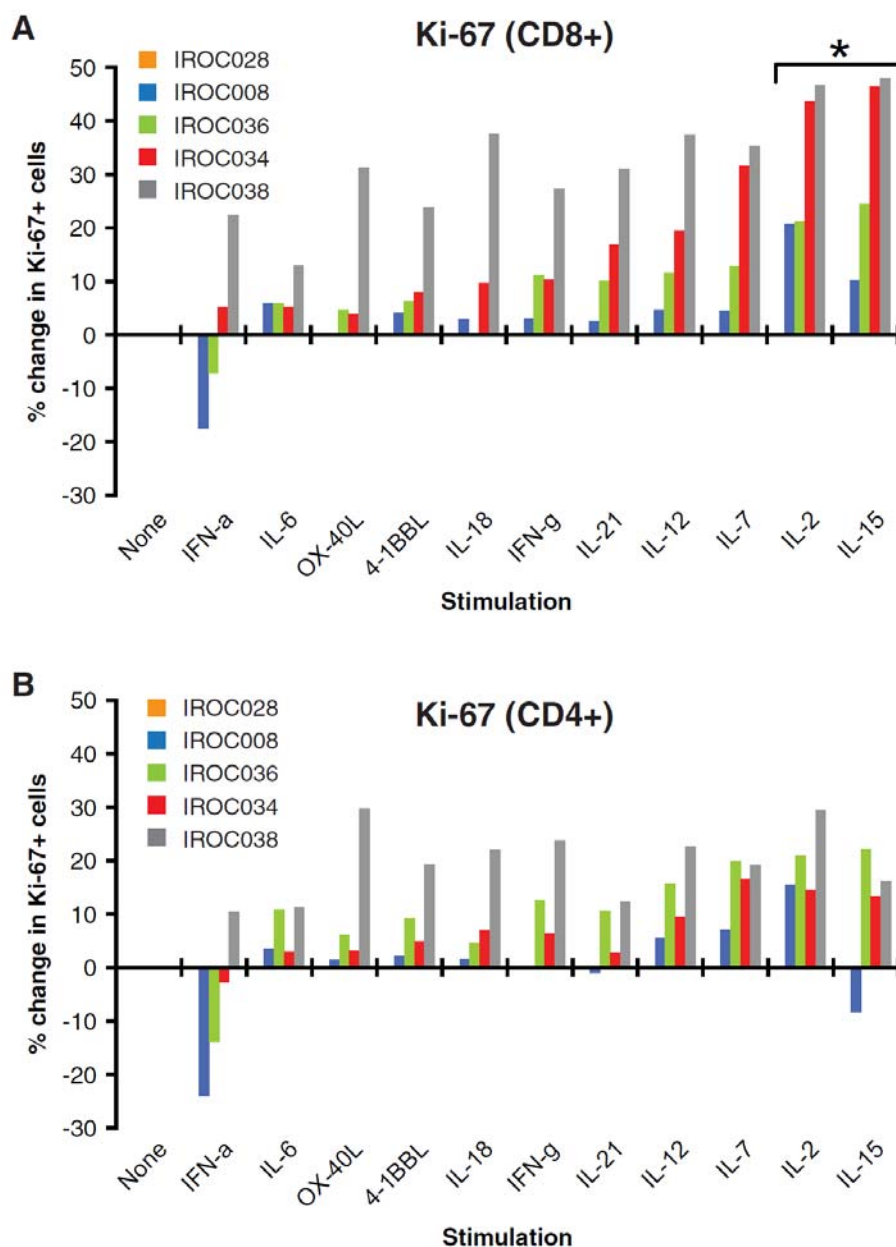 A
Ki-67 (CD8+)
*
IROC028
IROC008
IROC036
IROC034
IROC038
% change in Ki-67+ cells
50
40
30
20
10
0
-10
-20
-30
None
IFN-a
IL-6
OX-40L
4-1BBL
IL-18
IFN-g
IL-21
IL-12
IL-7
IL-2
IL-15
Stimulation
B
Ki-67 (CD4+)
IROC028
IROC008
IROC036
IROC034
IROC038
% change in Ki-67+ cells
50
40
30
20
10
0
-10
-20
-30
None
IFN-a
IL-6
OX-40L
4-1BBL
IL-18
IFN-g
IL-21
IL-12
IL-7
IL-2
IL-15
Stimulation